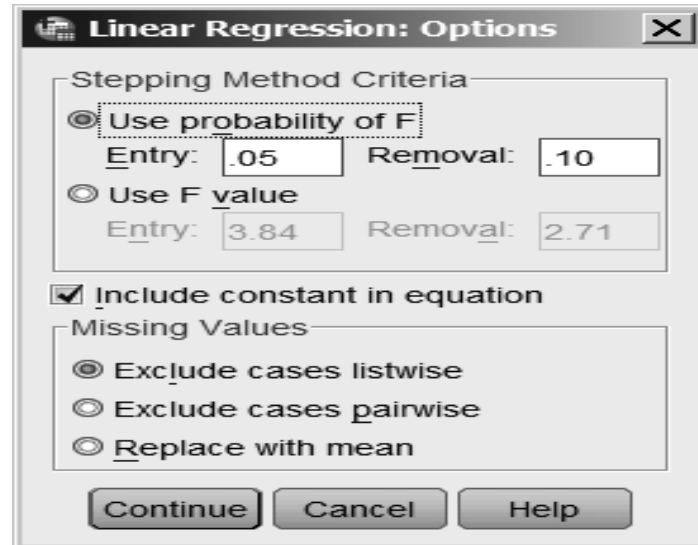 Linear Regression: Options
Stepping Method Criteria
Use probability of F
Entry: .05 Removal: .10
Use F value
Entry: 3.84 Removal: 2.71
Include constant in equation
Missing Values
Exclude cases listwise
Exclude cases pairwise
Replace with mean
Continue Cancel Help